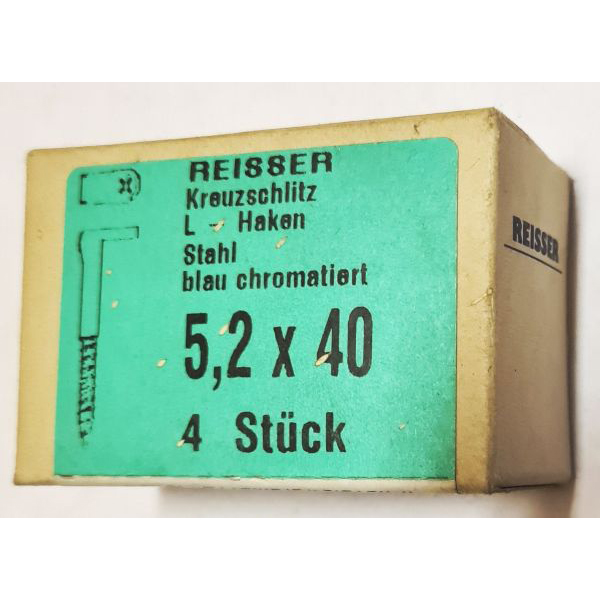 REISSER
Kreuzschlitz
L - Haken
Stahl
blau chromatiert
5,2 x 40
4 Stück
REISSER